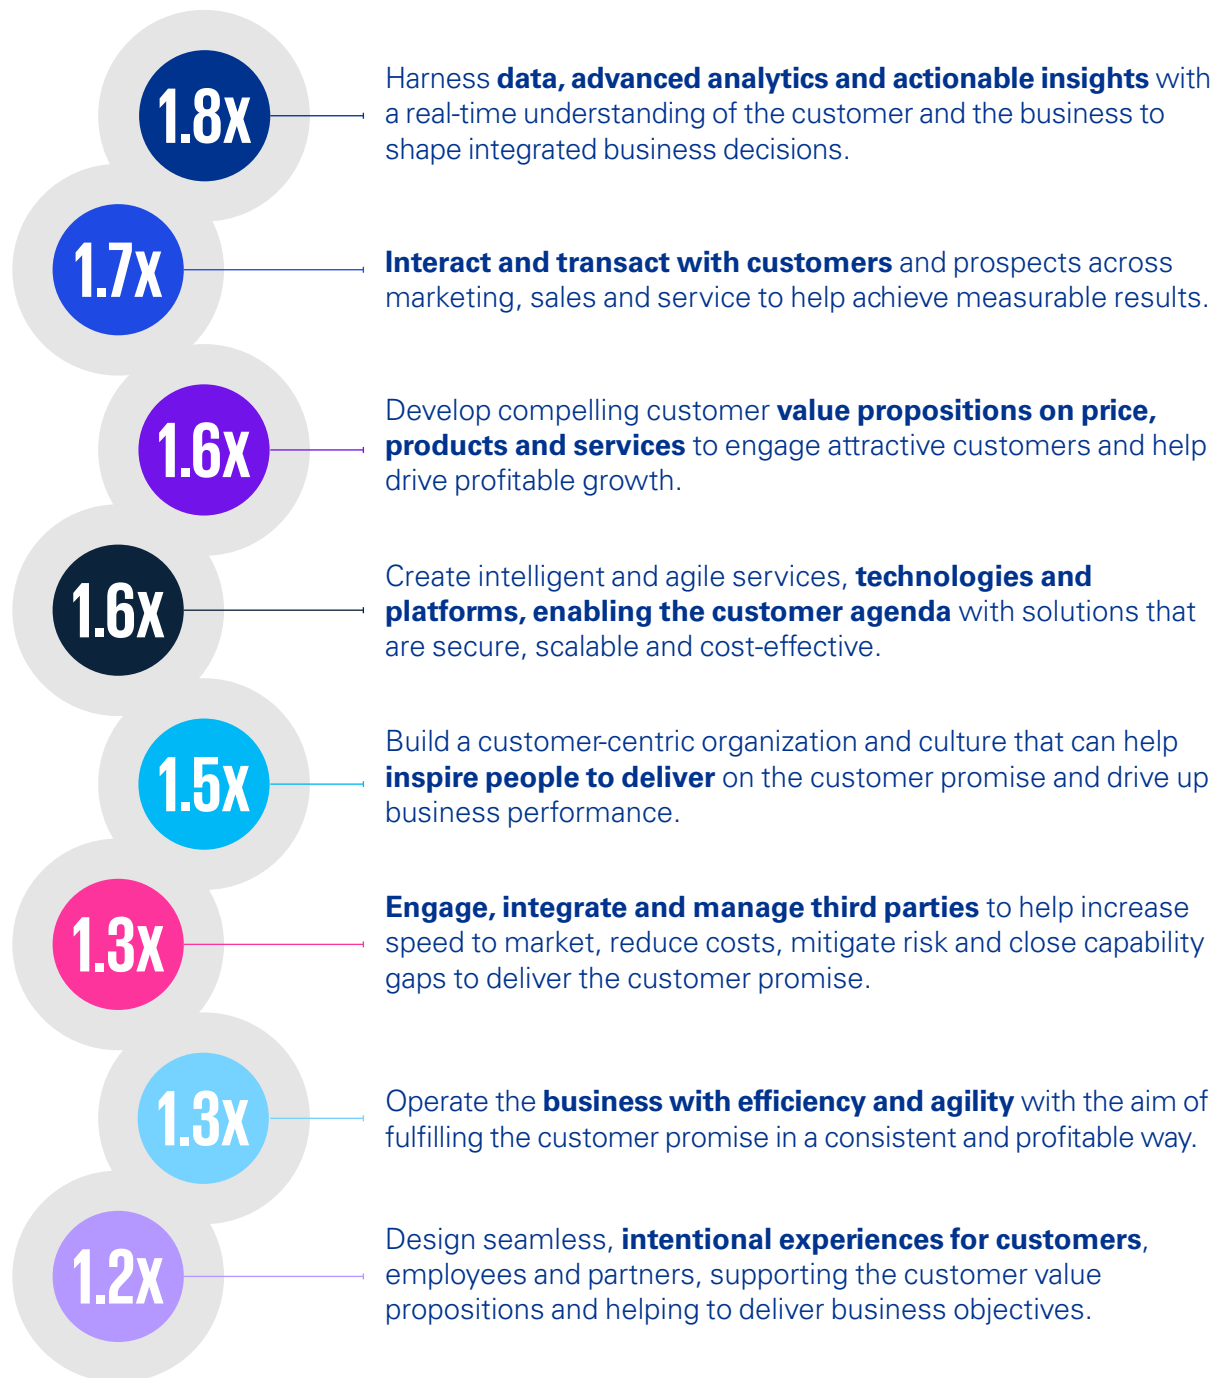 1.8x
Harness data, advanced analytics and actionable insights with
a real-time understanding of the customer and the business to
shape integrated business decisions.
1.7x
Interact and transact with customers and prospects across
marketing, sales and service to help achieve measurable results.
1.6x
Develop compelling customer value propositions on price,
products and services to engage attractive customers and help
drive profitable growth.
1.6x
Create intelligent and agile services, technologies and
platforms, enabling the customer agenda with solutions that
are secure, scalable and cost-effective.
1.5x
Build a customer-centric organization and culture that can help
inspire people to deliver on the customer promise and drive up
business performance.
1.3x
Engage, integrate and manage third parties to help increase
speed to market, reduce costs, mitigate risk and close capability
gaps to deliver the customer promise.
1.3x
Operate the business with efficiency and agility with the aim of
fulfilling the customer promise in a consistent and profitable way.
1.2x
Design seamless, intentional experiences for customers,
employees and partners, supporting the customer value
propositions and helping to deliver business objectives.